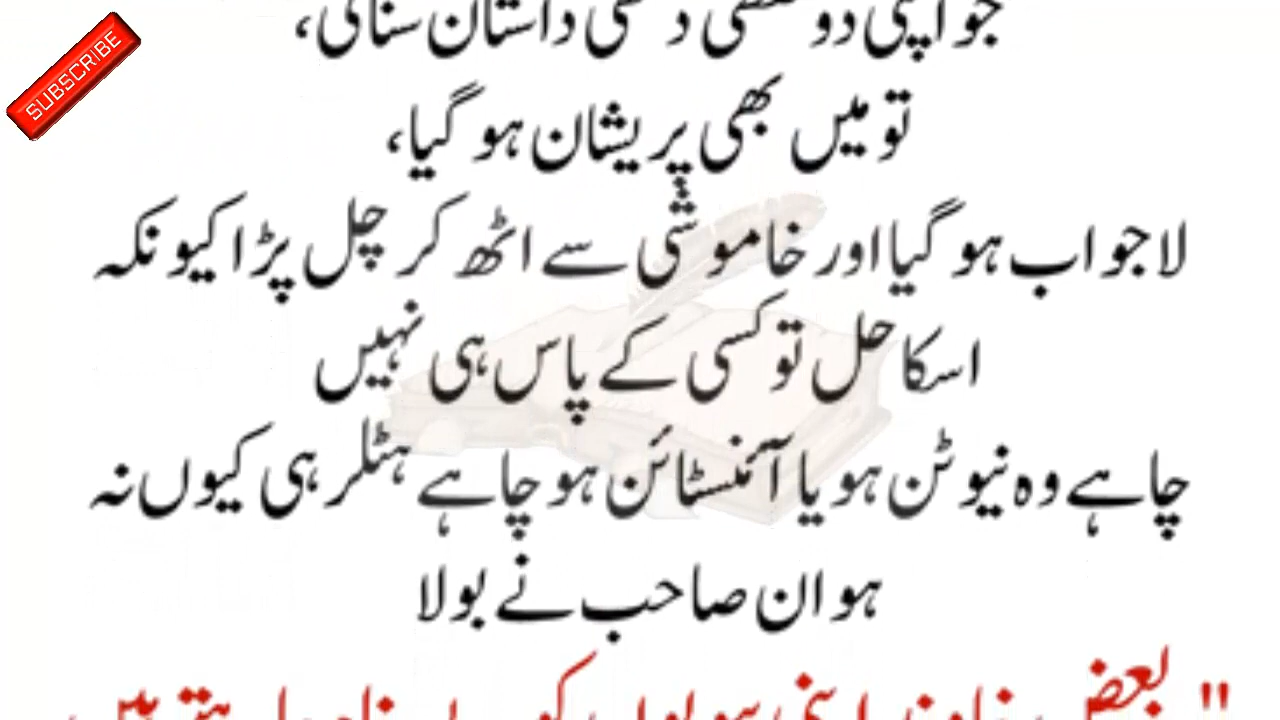 SUBSCRIBE
جو اپنی دو دکھی داستان سنائی،
تو میں بھی پریشان ہو گیا،
لاجواب ہو گیا اور خاموشی سے اٹھ کر چل پڑا کیونکہ
اسکا حل تو کسی کے پاس ہی نہیں
چاہے وہ نیوٹن ہو یا آئنسٹائن ہو چاہے ہٹلر ہی کیوں نہ
ہو ان صاحب نے بولا
" بعض